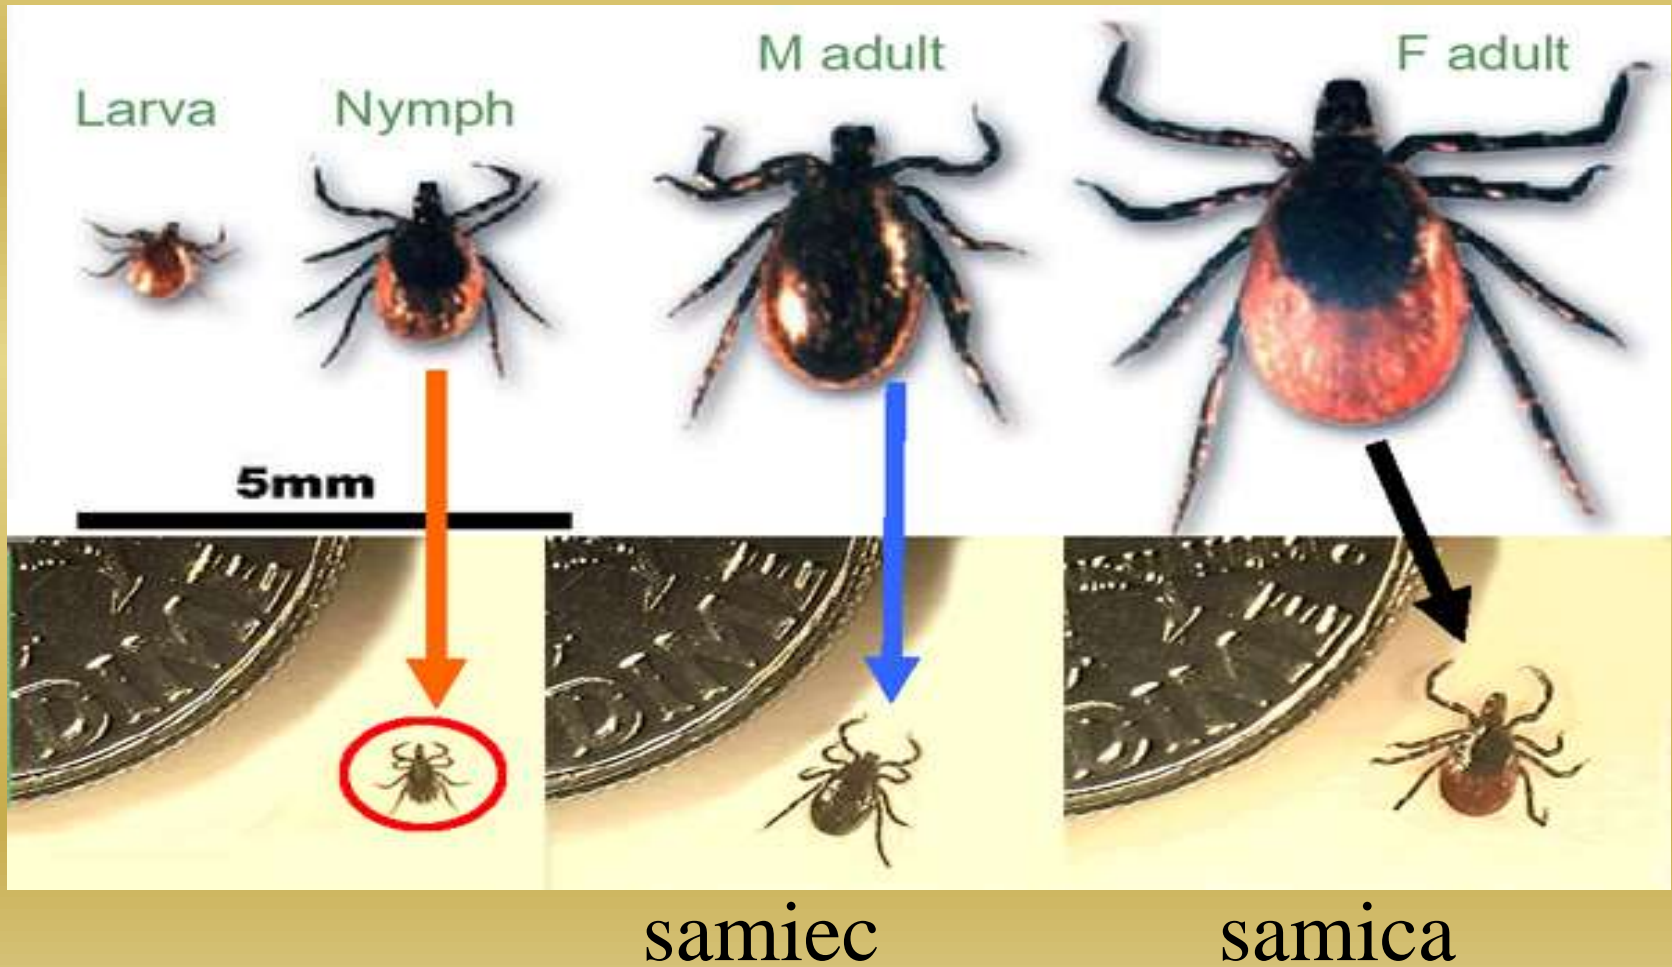 M adult
F adult
Larva
Nymph
5mm
samiec
samica